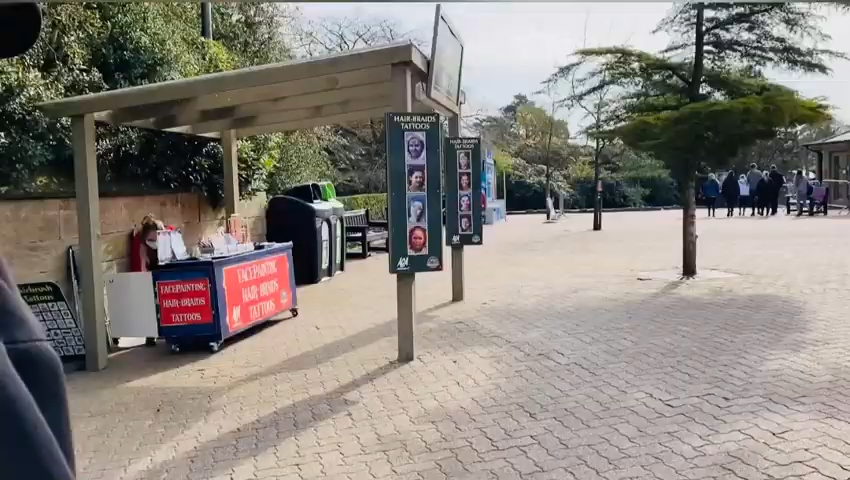 HAIR-BRAIDS
TATTOOS
HAIR-BRAIDS
TATTOOS
FACEPAINTING
HAIR-BRAIDS
TATTOOS
FACEPAINTING
HAIR-BRAIDS
TATTOOS
Airbrush
Tattoos